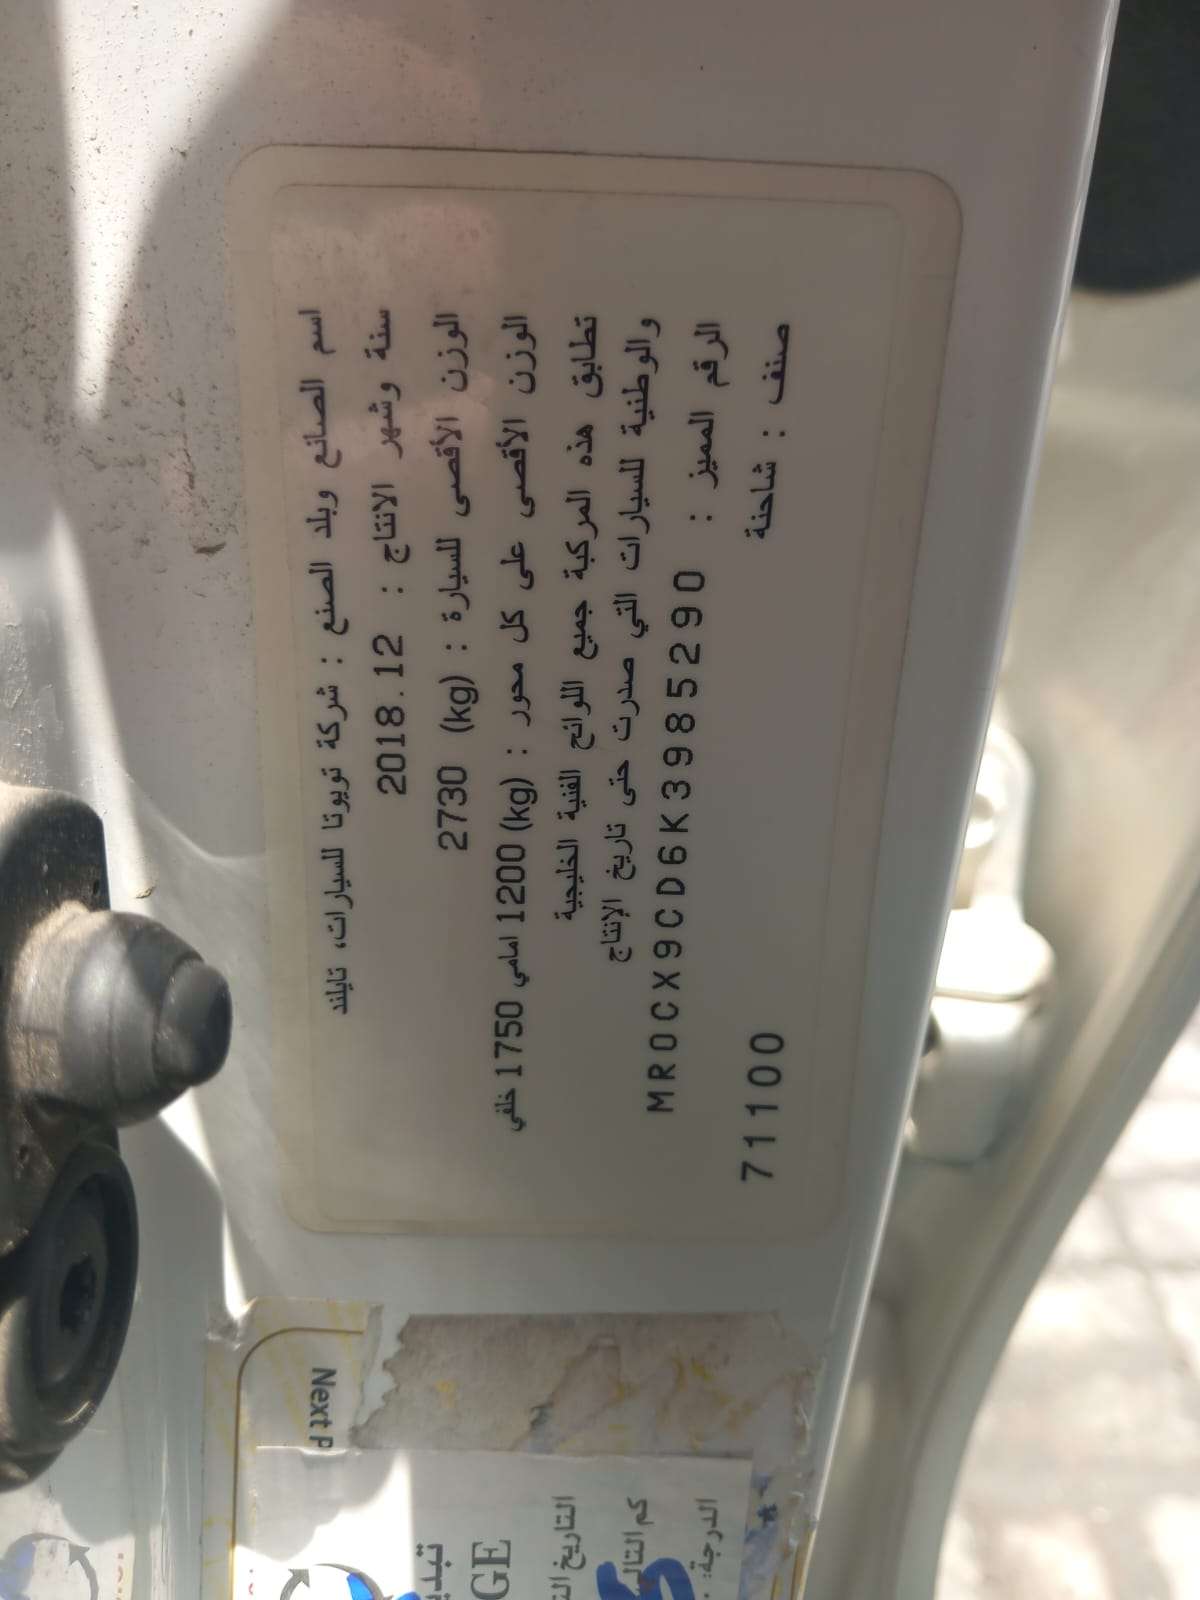 اسم الصانع وبلد الصنع : شركة تويوتا للسيارات، تايلند
سنة وشهر الانتاج : 2018.12
الوزن الأقصى للسيارة : (kg) 2730
الوزن الأقصى على كل محور : (kg) 1200 امامي 1750 خلفي
تطابق هذه المركبة جميع اللوائح الفنية الخليجية
والوطنية للسيارات التي صدرت حتى تاريخ الإنتاج
الرقم المميز : MR0CX9CD6K3985290
صنف : شاحنة 71100
Next P
GE
التاريخ
كم التالي
الدرجة: